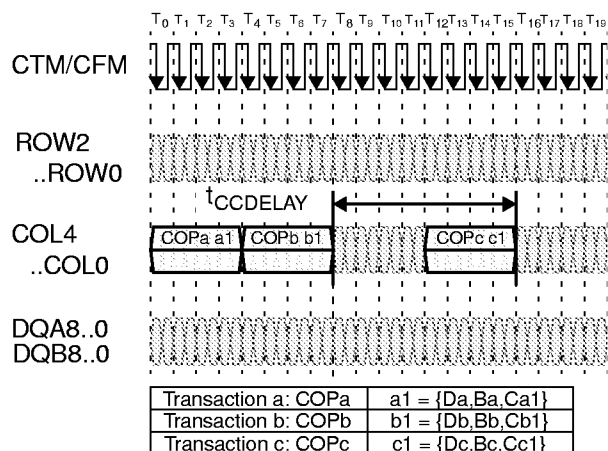 T0 T1 T2 T3 T4 T5 T6 T7 T8 T9 T10 T11 T12 T13 T14 T15 T16 T17 T18 T19
CTM/CFM
ROW2
..ROW0
tCCDELAY
COL4
..COL0
COPa a1 COPb b1 COPc c1
DQA8..0
DQB8..0
Transaction a: COPa a1 = {Da,Ba,Ca1}
Transaction b: COPb b1 = {Db,Bb,Cb1}
Transaction c: COPc c1 = {Dc,Bc,Cc1}